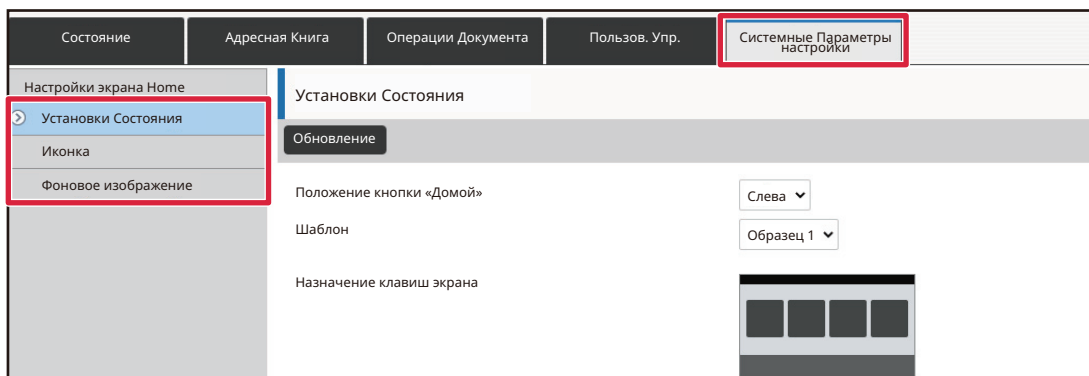 Состояние
Адресная Книга
Операции Документа
Пользов. Упр.
Системные Параметры
настройки
Настройки экрана Home
Установки Состояния
Иконка
Фоновое изображение
Установки Состояния
Обновление
Положение кнопки «Домой»
Слева
Шаблон
Образец 1
Назначение клавиш экрана